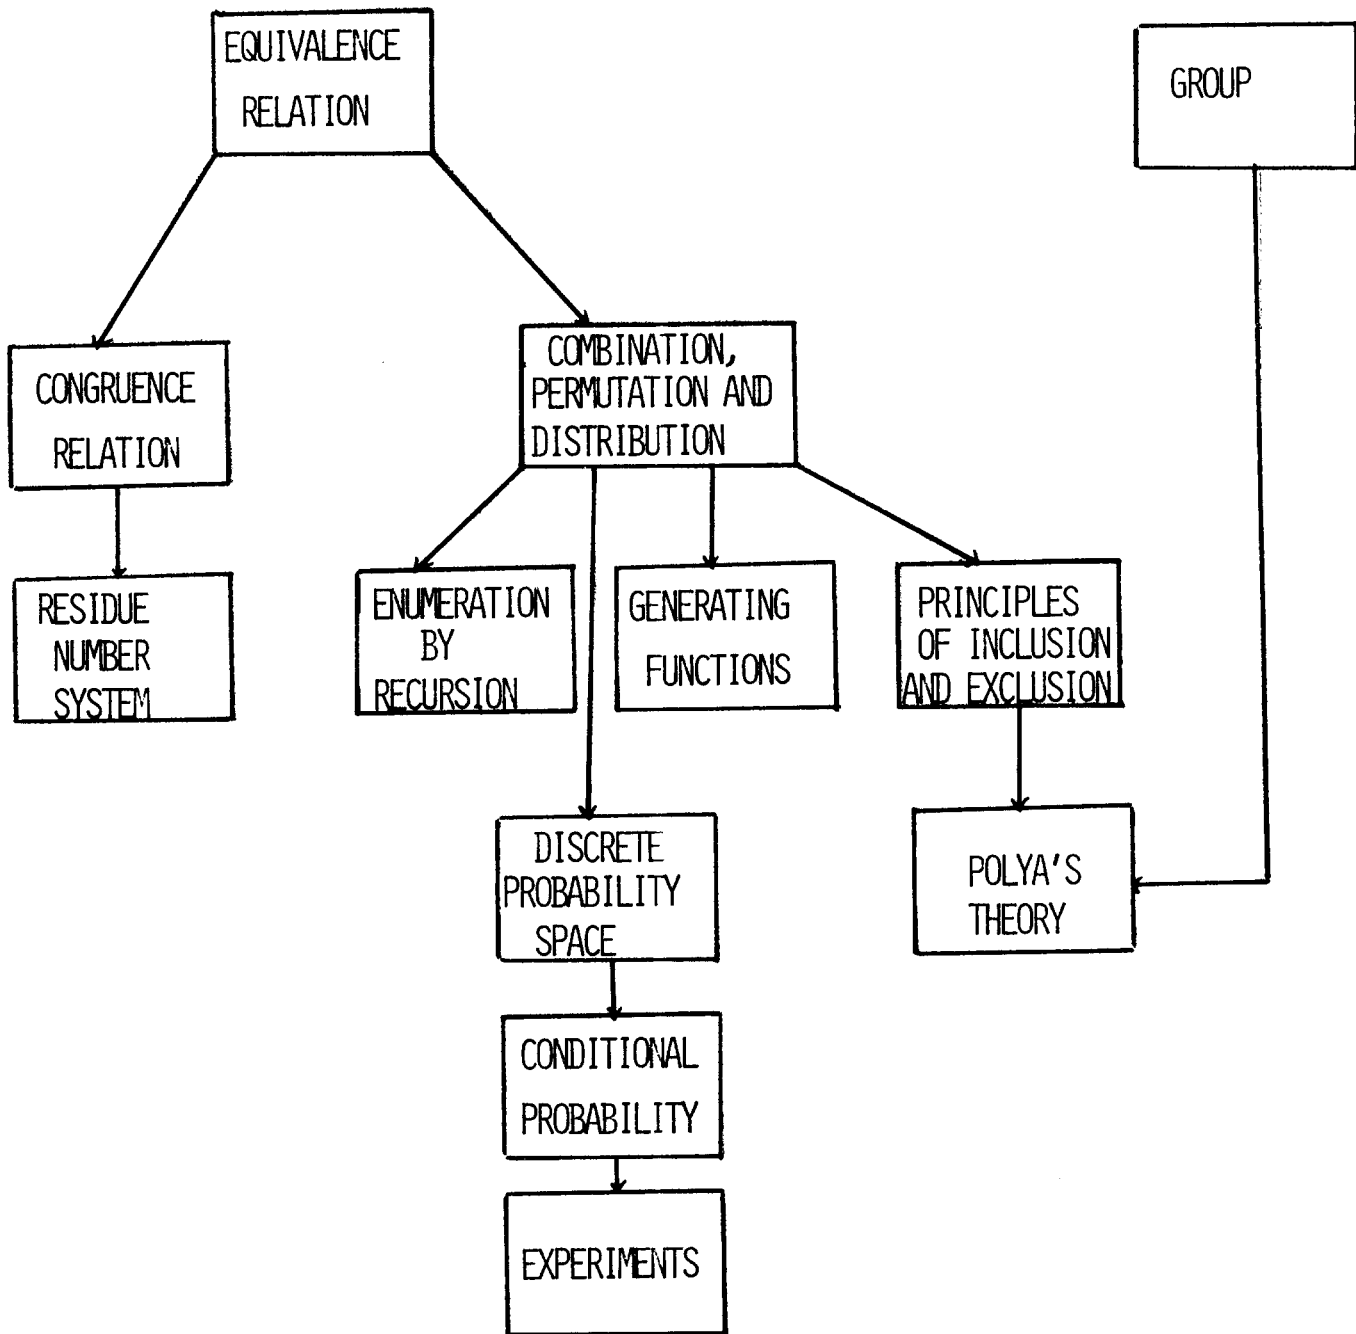 EQUIVALENCE
RELATION
GROUP
CONGRUENCE
RELATION
COMBINATION,
PERMUTATION AND
DISTRIBUTION
RESIDUE
NUMBER
SYSTEM
ENUMERATION
BY
RECURSION
GENERATING
FUNCTIONS
PRINCIPLES
OF INCLUSION
AND EXCLUSION
DISCRETE
PROBABILITY
SPACE
POLYA'S
THEORY
CONDITIONAL
PROBABILITY
EXPERIMENTS